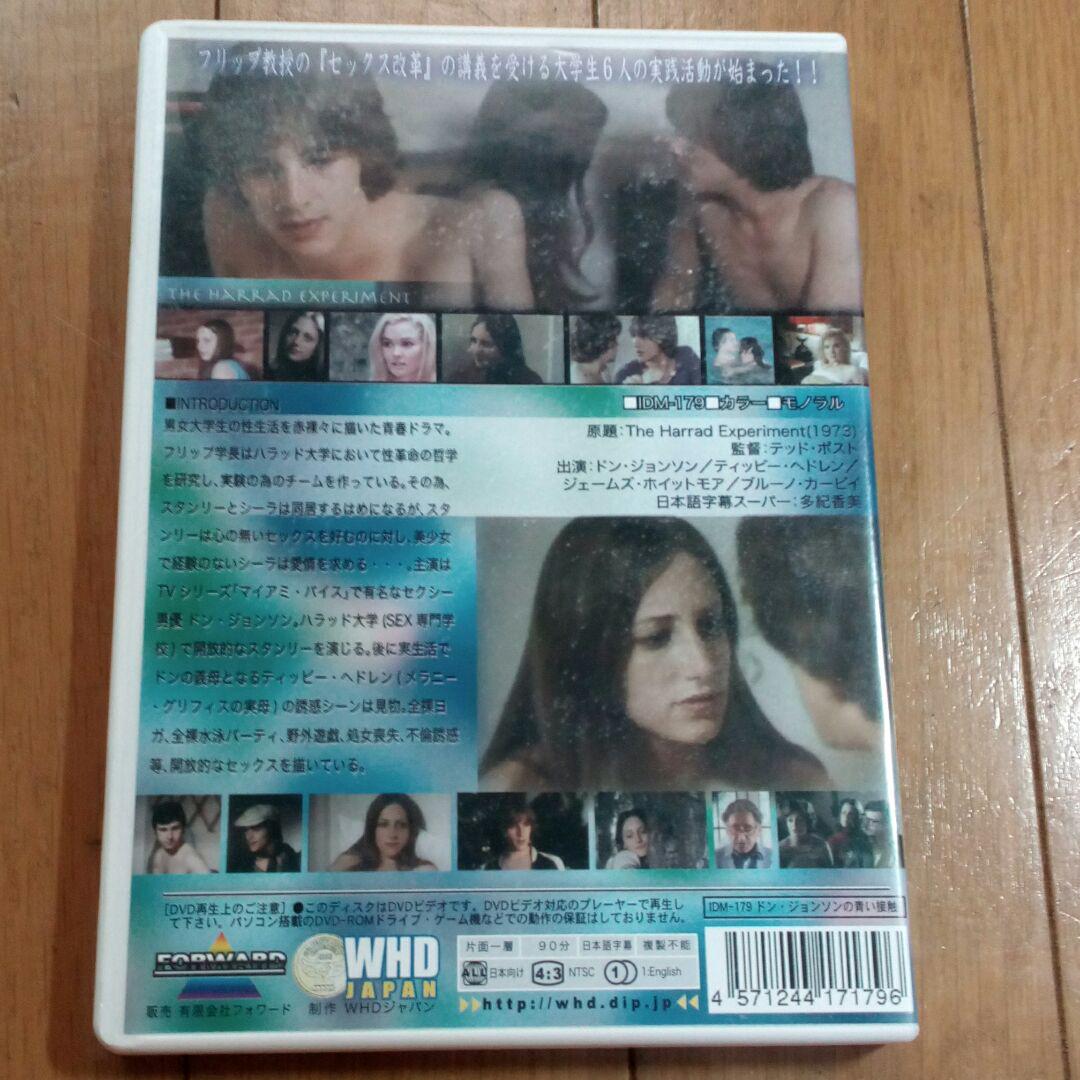 フリップ教授の『セックス改革』の講義を受ける大学生6人の実践活動が始まった！！
THE HARRAD EXPERIMENT
■INTRODUCTION
男女大学生の性生活を赤裸々に描いた青春ドラマ。
フリップ学長はハラッド大学において性革命の哲学
を研究し、実験の為のチームを作っている。その為、
スタンリーとシーラは同居するはめになるが、スタ
ンリーは心の無いセックスを好むのに対し、美少女
で経験のないシーラは愛情を求める・・・。主演は
TVシリーズ「マイアミ・バイス」で有名なセクシー
男優 ドン・ジョンソン。ハラッド大学(SEX専門学
校)で開放的なスタンリーを演じる。後に実生活で
ドンの義母となるティッピー・ヘドレン(メラニー
・グリフィスの実母)の誘惑シーンは見物。全裸ヨ
ガ、全裸水泳パーティ、野外遊戯、処女喪失、不倫誘惑
等、開放的なセックスを描いている。
■IDM-179■カラー■モノラル
原題：The Harrad Experiment(1973)
監督：テッド・ポスト
出演：ドン・ジョンソン／ティッピー・ヘドレン／
ジェームズ・ホイットモア／ブルーノ・カービイ
日本語字幕スーパー：多紀香美
[DVD再生上のご注意] ●このディスクはDVDビデオです。DVDビデオ対応のプレーヤーで再生し
て下さい。パソコン搭載のDVD-ROMドライブ・ゲーム機などでの動作の保証はしておりません。
IDM-179 ドン・ジョンソンの青い接触
FORWARD
販売 有限会社フォワード
WHD
JAPAN
制作 WHDジャパン
片面一層 90分 日本語字幕 複製不能
ALL 日本向け 4:3 NTSC 1 1:English
http://whd.dip.jp
4 571244 171796